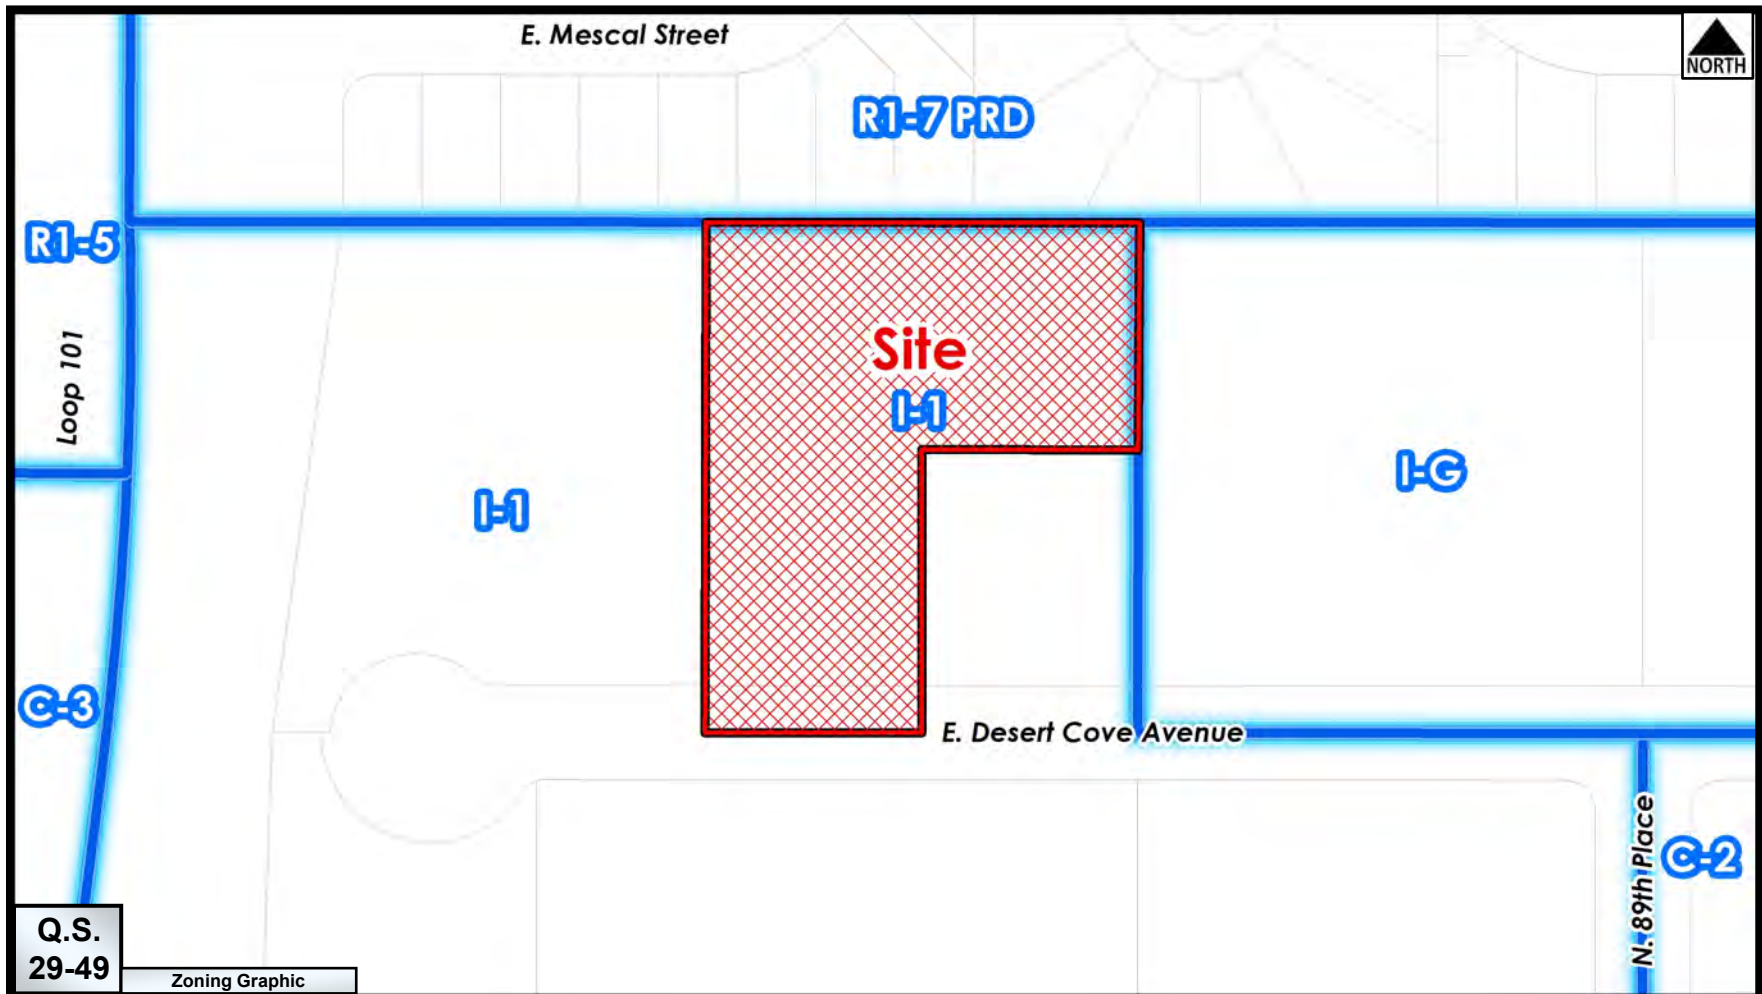 E. Mescal Street
NORTH
R1-7 PRD
R1-5
Loop 101
Site
I-1
I-1
I-G
C-3
E. Desert Cove Avenue
N. 89th Place
C-2
Q.S.
29-49
Zoning Graphic